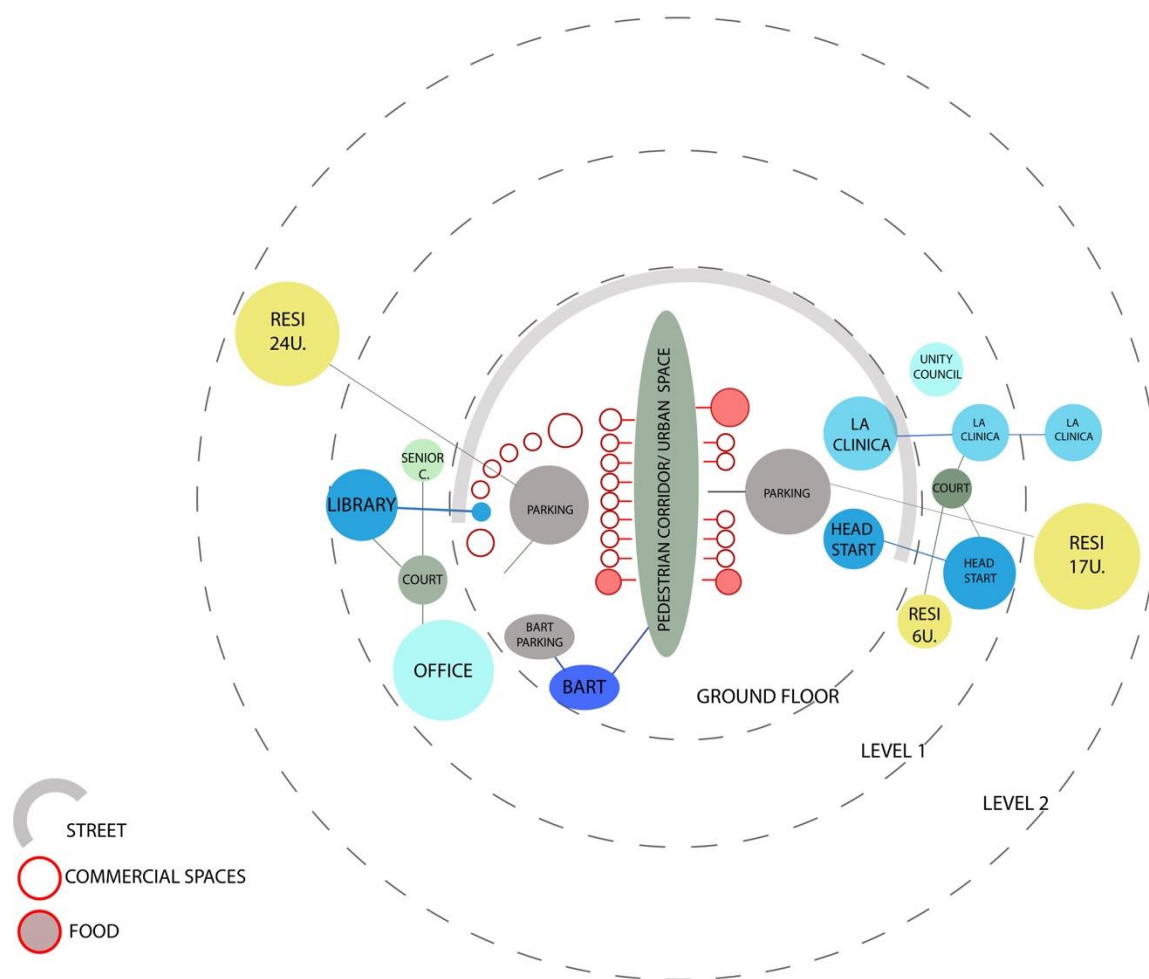 RESI
24U.
UNITY
COUNCIL
LA
CLINICA
LA
CLINICA
LA
CLINICA
SENIOR
C.
LIBRARY
PARKING
PEDESTRIAN CORRIDOR/ URBAN SPACE
PARKING
COURT
HEAD
START
HEAD
START
RESI
17U.
COURT
RESI
6U.
BART
PARKING
OFFICE
BART
GROUND FLOOR
LEVEL 1
LEVEL 2
STREET
COMMERCIAL SPACES
FOOD